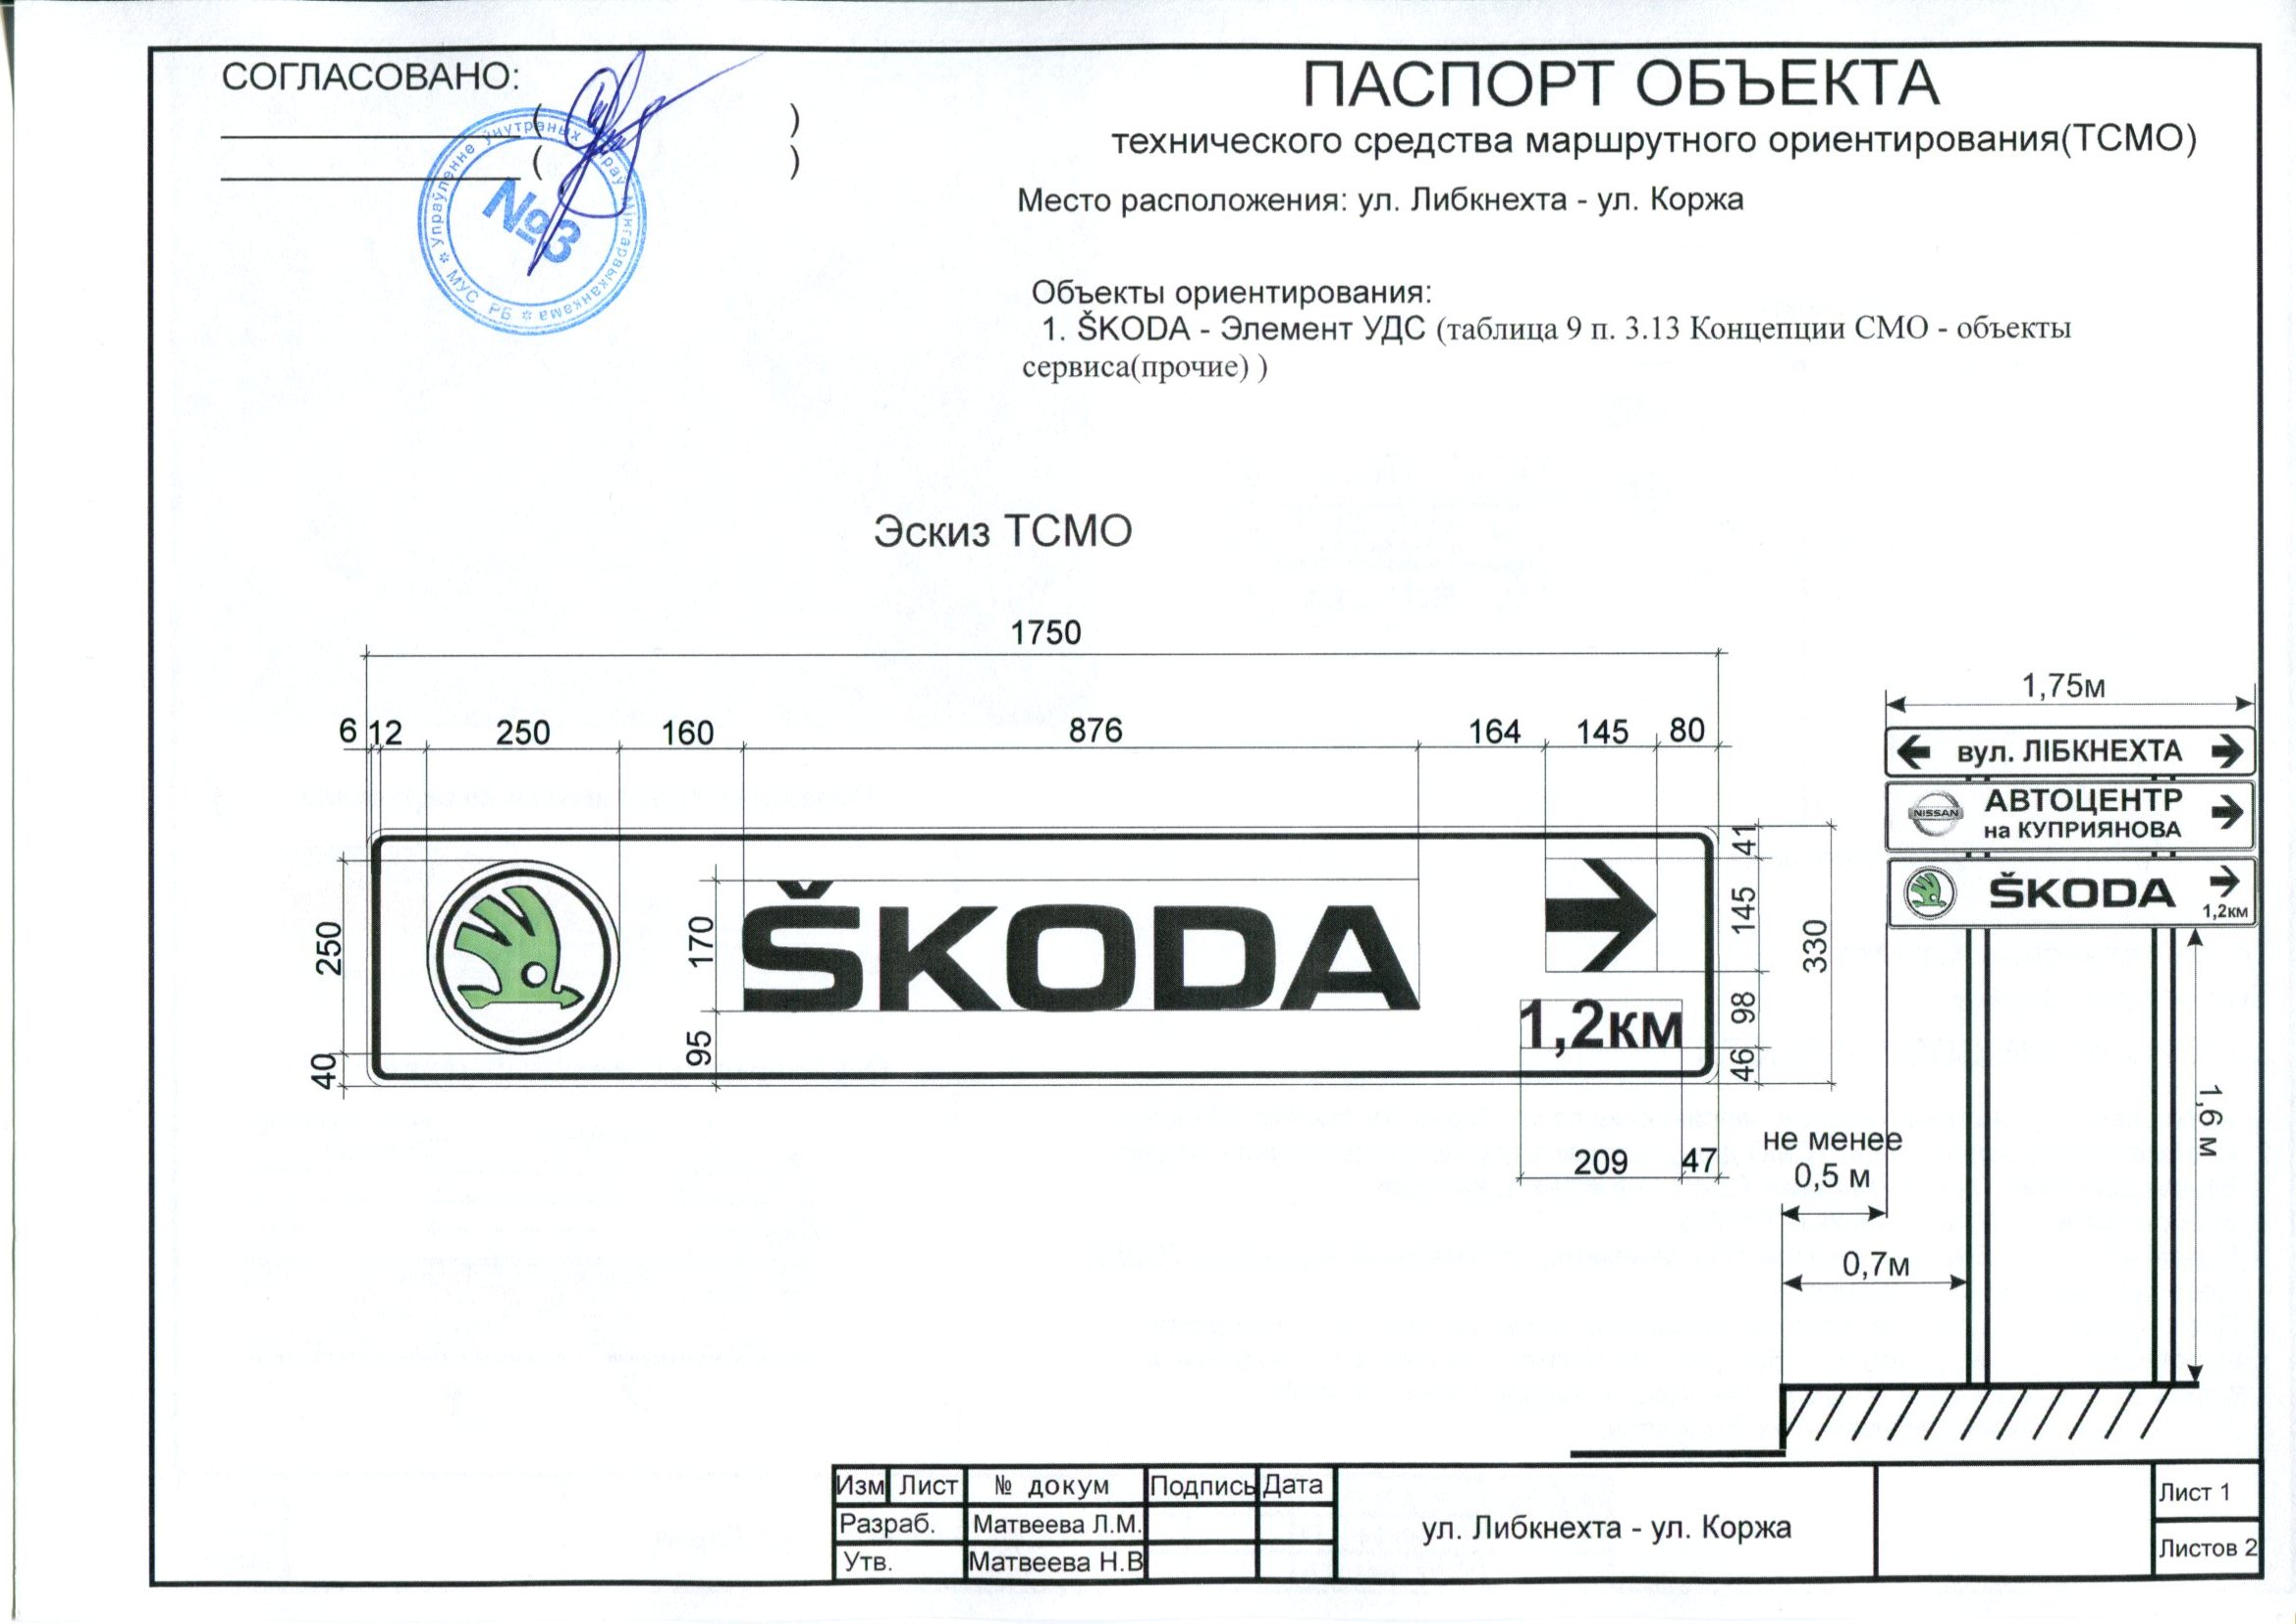 СОГЛАСОВАНО:
( )
( )
Упраўленне ўнутраных спраў Мінгарвыканкама * МУС РБ *
№3
ПАСПОРТ ОБЪЕКТА
технического средства маршрутного ориентирования(ТСМО)
Место расположения: ул. Либкнехта - ул. Коржа
Объекты ориентирования:
1. ŠKODA - Элемент УДС (таблица 9 п. 3.13 Концепции СМО - объекты
сервиса(прочие) )
Эскиз ТСМО
1750
6 12 250 160 876 164 145 80
250
40
170
95
ŠKODA
1,2км
41
145
98
46
330
209 47
1,75м
вул. ЛІБКНЕХТА
NISSAN
АВТОЦЕНТР
на КУПРИЯНОВА
ŠKODA
1,2км
1,6 м
не менее
0,5 м
0,7м
Изм Лист № докум Подпись Дата
Разраб. Матвеева Л.М.
Утв. Матвеева Н.В
ул. Либкнехта - ул. Коржа
Лист 1
Листов 2